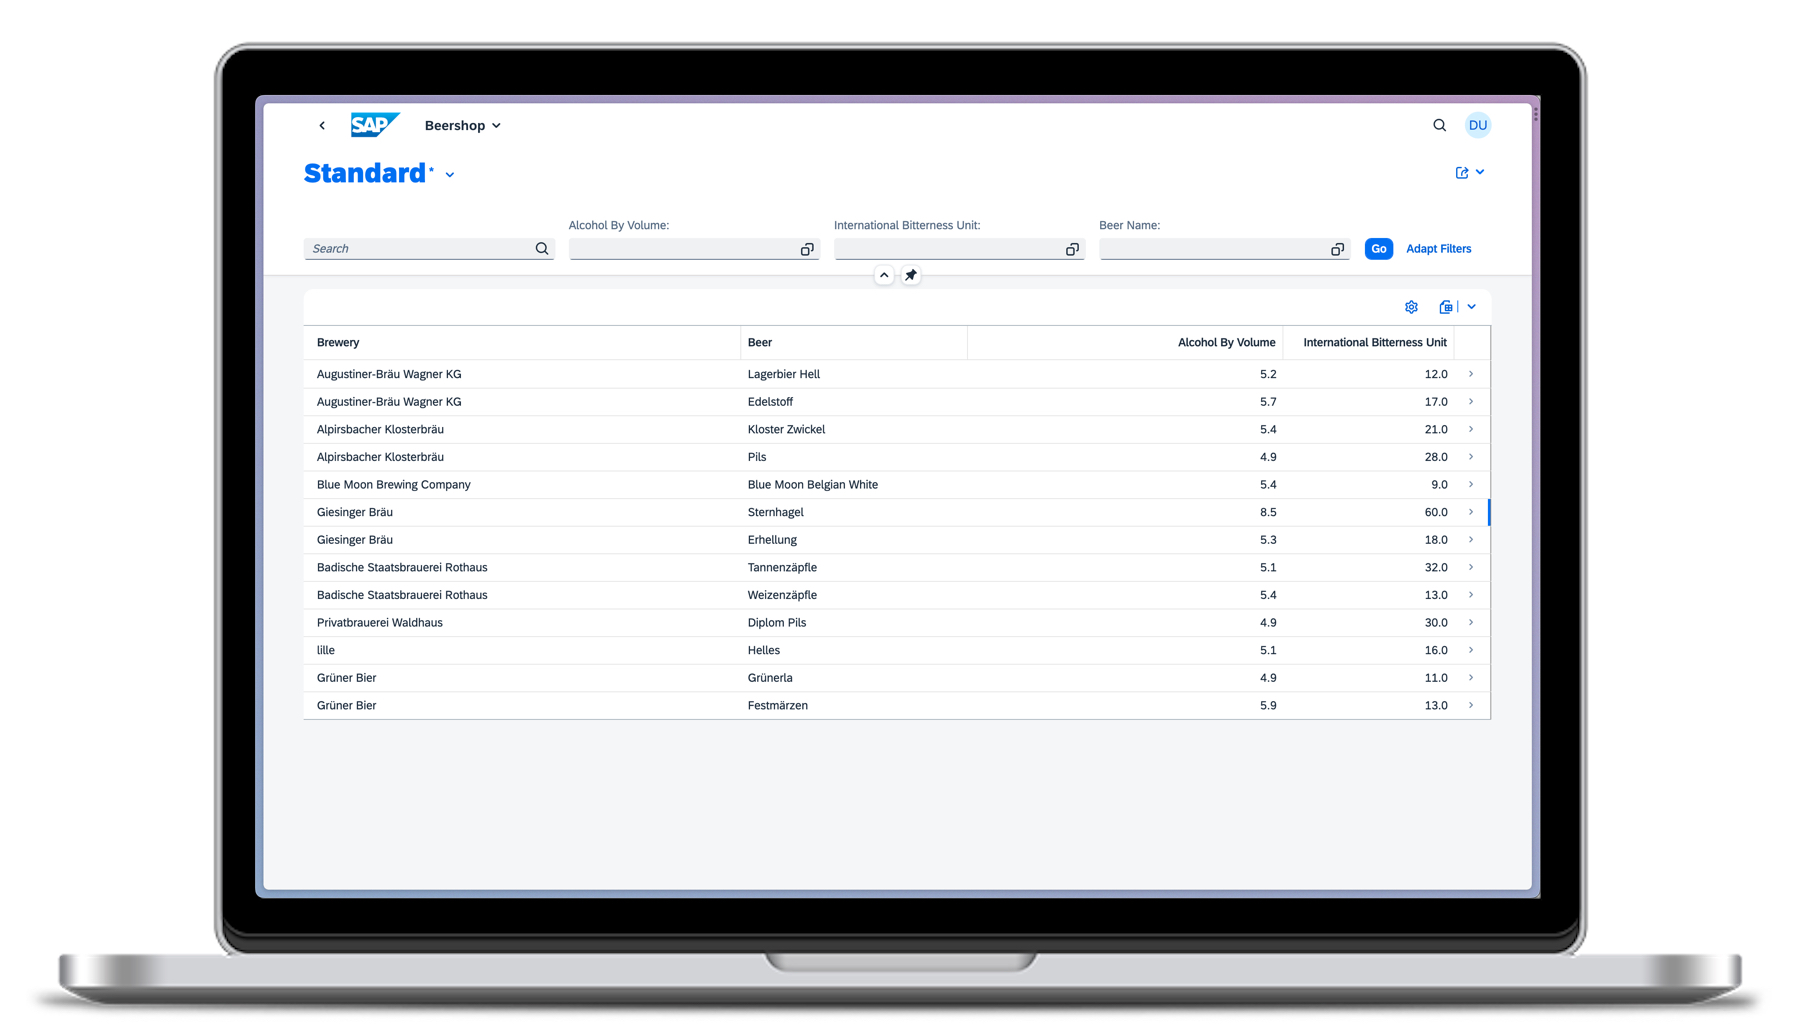 SAP Beershop DU
Standard*
Alcohol By Volume: International Bitterness Unit: Beer Name:
Search Go Adapt Filters
Brewery Beer Alcohol By Volume International Bitterness Unit
Augustiner-Bräu Wagner KG Lagerbier Hell 5.2 12.0
Augustiner-Bräu Wagner KG Edelstoff 5.7 17.0
Alpirsbacher Klosterbräu Kloster Zwickel 5.4 21.0
Alpirsbacher Klosterbräu Pils 4.9 28.0
Blue Moon Brewing Company Blue Moon Belgian White 5.4 9.0
Giesinger Bräu Sternhagel 8.5 60.0
Giesinger Bräu Erhellung 5.3 18.0
Badische Staatsbrauerei Rothaus Tannenzäpfle 5.1 32.0
Badische Staatsbrauerei Rothaus Weizenzäpfle 5.4 13.0
Privatbrauerei Waldhaus Diplom Pils 4.9 30.0
lille Helles 5.1 16.0
Grüner Bier Grünerla 4.9 11.0
Grüner Bier Festmärzen 5.9 13.0